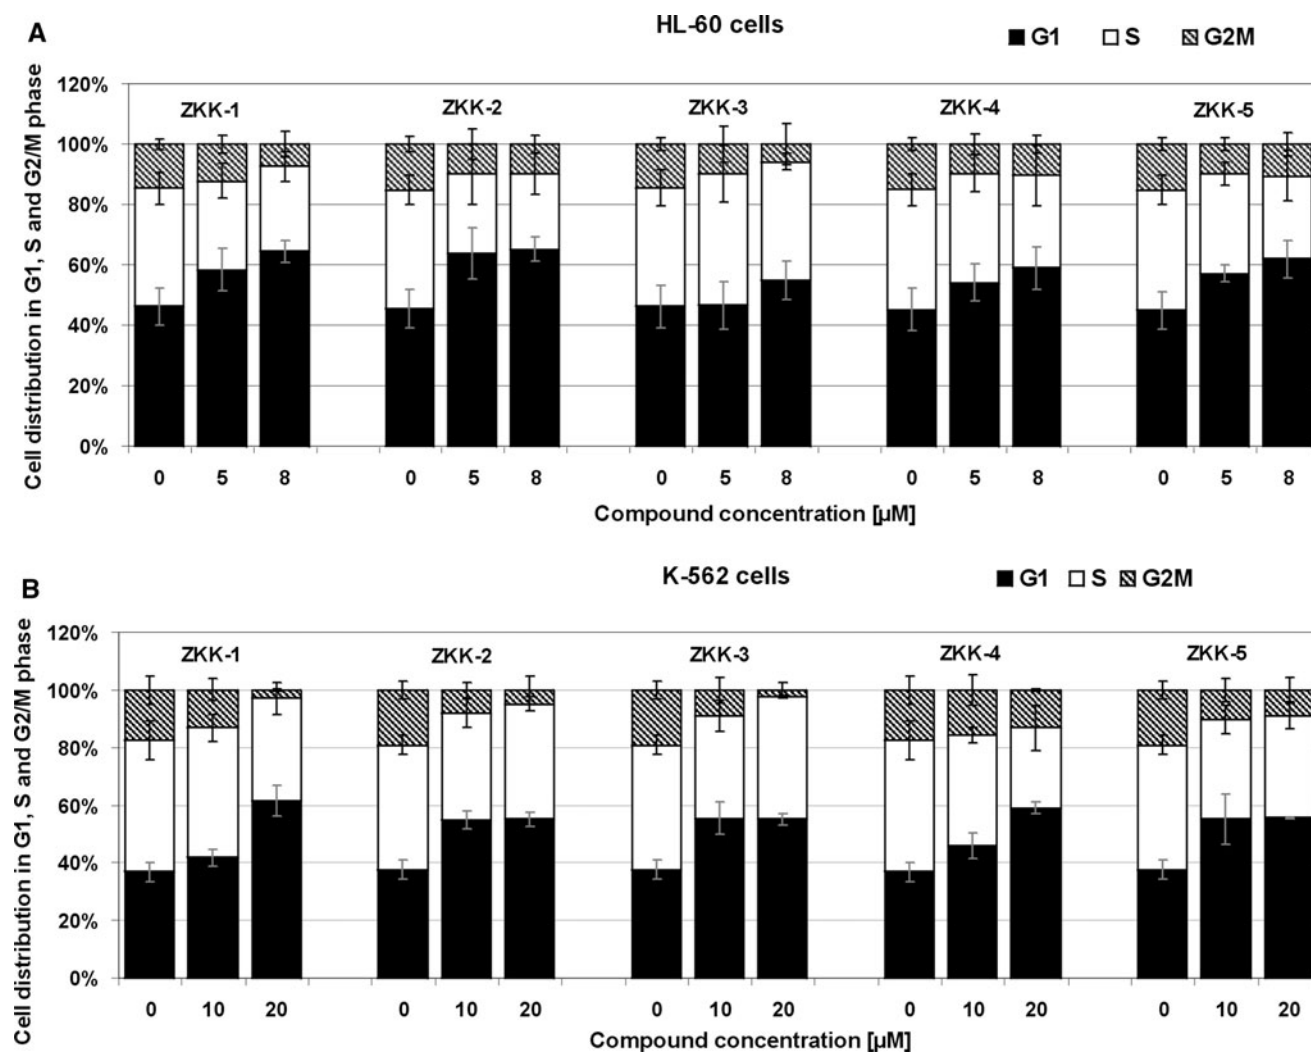 A
HL-60 cells
G1 S G2M
Cell distribution in G1, S and G2/M phase
120%
100%
80%
60%
40%
20%
0%
ZKK-1 ZKK-2 ZKK-3 ZKK-4 ZKK-5
0 5 8 0 5 8 0 5 8 0 5 8 0 5 8
Compound concentration [µM]
B
K-562 cells
G1 S G2M
Cell distribution in G1, S and G2/M phase
120%
100%
80%
60%
40%
20%
0%
ZKK-1 ZKK-2 ZKK-3 ZKK-4 ZKK-5
0 10 20 0 10 20 0 10 20 0 10 20 0 10 20
Compound concentration [µM]